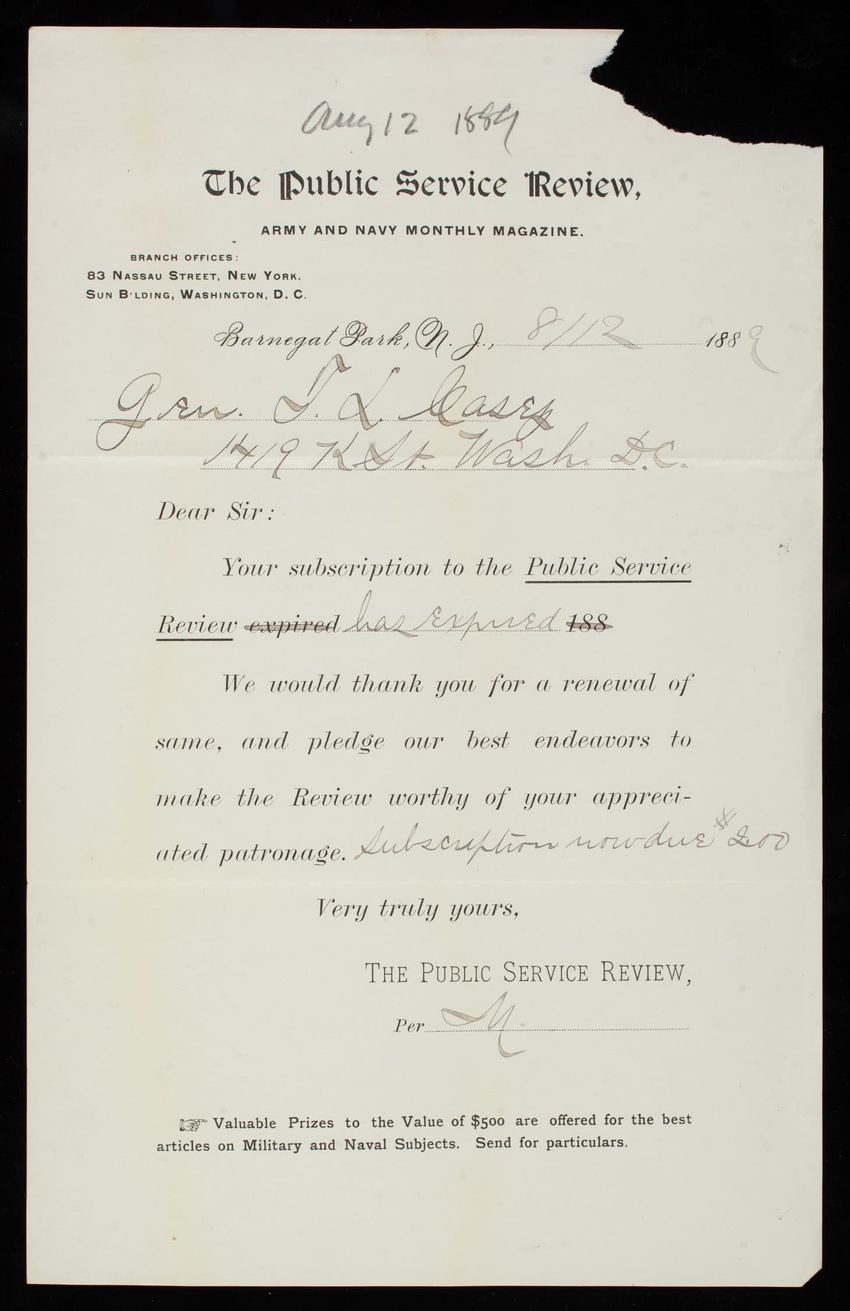 Aug 12 1889
The Public Service Review,
ARMY AND NAVY MONTHLY MAGAZINE.
BRANCH OFFICES:
83 NASSAU STREET, NEW YORK.
SUN B'LDING, WASHINGTON, D. C.
Barnegat Park, N. J., 8/12 1889
Gen. T. L. Casey
1419 K St. Wash. D.C.
Dear Sir:
Your subscription to the Public Service
Review expired has expired 188
We would thank you for a renewal of
same, and pledge our best endeavors to
make the Review worthy of your appreci-
ated patronage. Subscription now due $2.00
Very truly yours,
THE PUBLIC SERVICE REVIEW,
Per M.
☞ Valuable Prizes to the Value of $500 are offered for the best
articles on Military and Naval Subjects. Send for particulars.